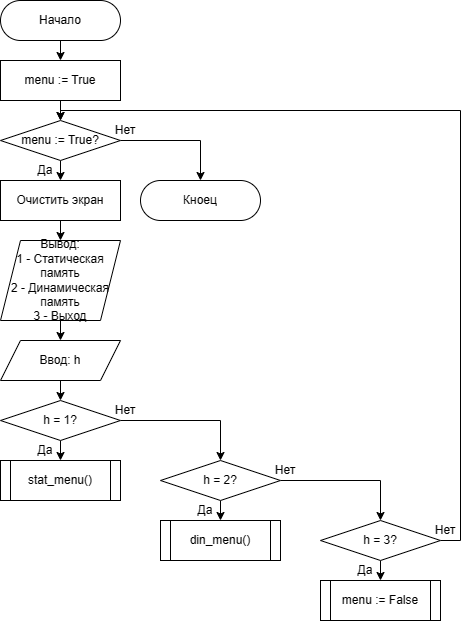 Начало
menu := True
menu := True?
Нет
Да
Очистить экран
Кноец
Вывод:
1 - Статическая
память
2 - Динамическая
память
3 - Выход
Ввод: h
h = 1?
Нет
Да
stat_menu()
h = 2?
Нет
Да
din_menu()
h = 3?
Нет
Да
menu := False